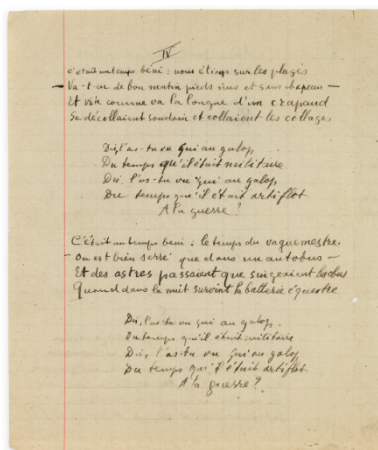 IV
C'était un temps béni : nous étions sur les plages
— Va-t-en de bon matin pieds nus et sans chapeau —
Et vite comme va la langue d'un crapaud
Se décollaient soudain et collaient les collages
Dis, l'as-tu vu Gui au galop
Du temps qu'il était militaire
Dis, l'as-tu vu Gui au galop
Du temps qu'il était artiflot
A la guerre ?
C'était un temps béni : le temps du vaguemestre
— On est bien serré que dans un autobus —
Et des astres passaient que singeaient les obus
Quand dans la nuit survint la batterie équestre
Dis, l'as-tu vu Gui au galop
Du temps qu'il était militaire
Dis, l'as-tu vu Gui au galop
Du temps qu'il était artiflot
A la guerre ?